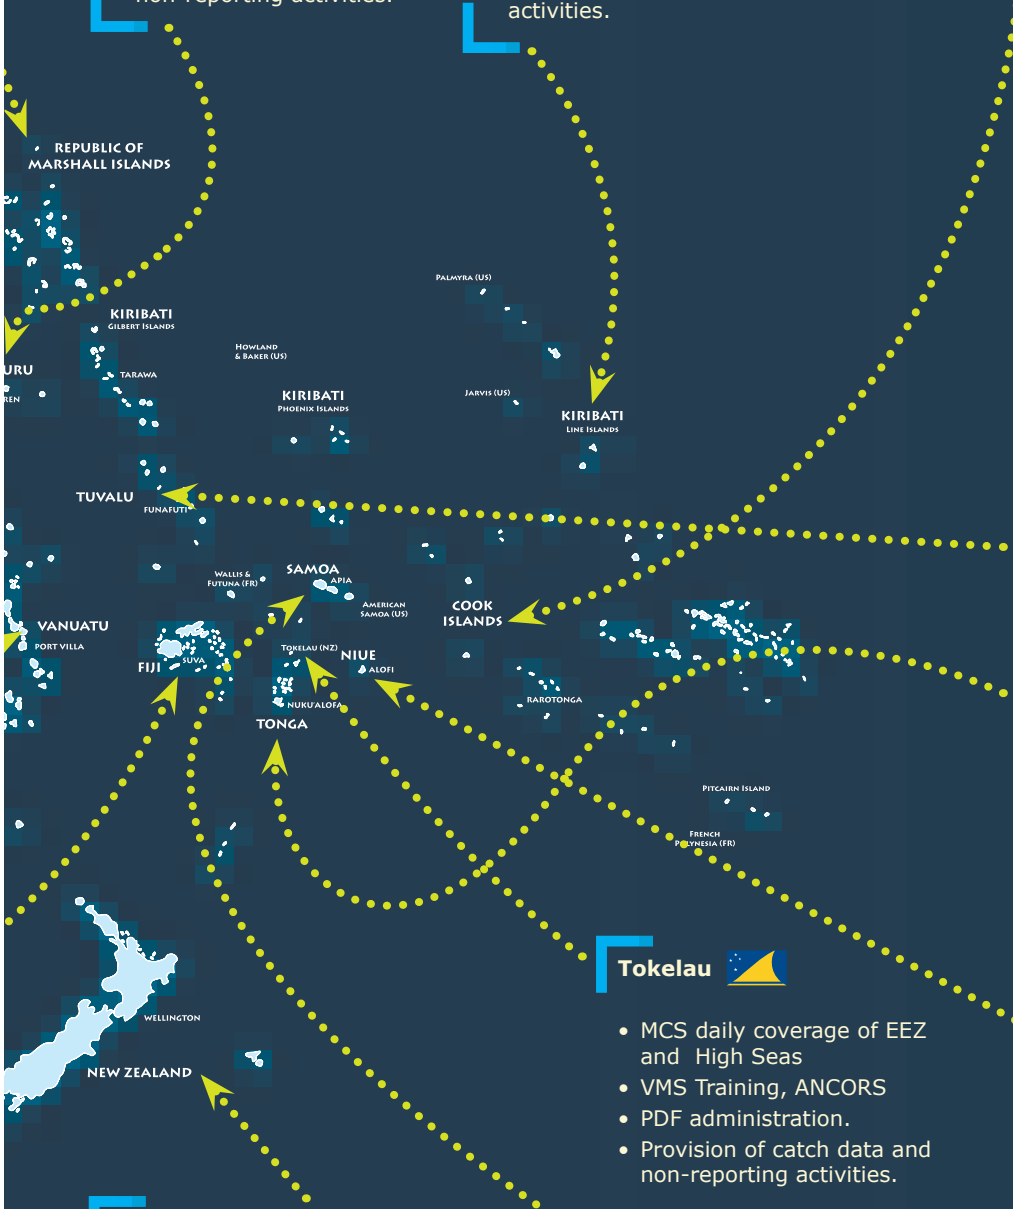 non-reporting activities.
activities.
REPUBLIC OF
MARSHALL ISLANDS
PALMYRA (US)
KIRIBATI
GILBERT ISLANDS
HOWLAND
& BAKER (US)
URU
REN
TARAWA
KIRIBATI
PHOENIX ISLANDS
JARVIS (US)
KIRIBATI
LINE ISLANDS
TUVALU
FUNAFUTI
SAMOA
APIA
WALLIS &
FUTUNA (FR)
AMERICAN
SAMOA (US)
COOK
ISLANDS
VANUATU
PORT VILLA
FIJI
SUVA
TOKELAU (NZ)
NIUE
ALOFI
RAROTONGA
NUKU'ALOFA
TONGA
PITCAIRN ISLAND
FRENCH
POLYNESIA (FR)
Tokelau
WELLINGTON
NEW ZEALAND
• MCS daily coverage of EEZ
and High Seas
• VMS Training, ANCORS
• PDF administration.
• Provision of catch data and
non-reporting activities.